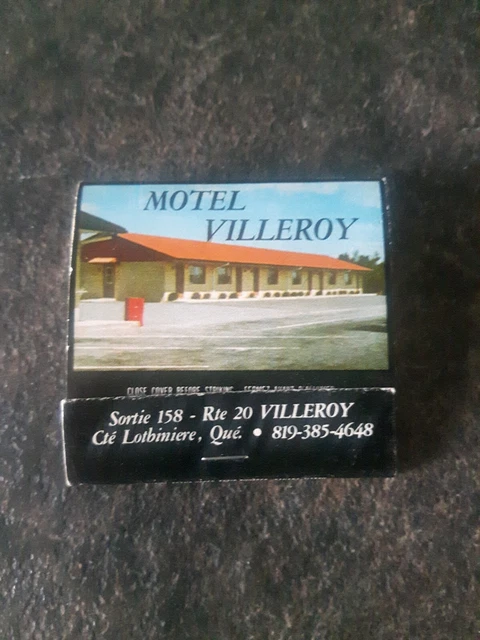 MOTEL
VILLEROY
CLOSE COVER BEFORE STRIKING
Sortie 158 - Rte 20 VILLEROY
Cté Lotbiniere, Qué. • 819-385-4648